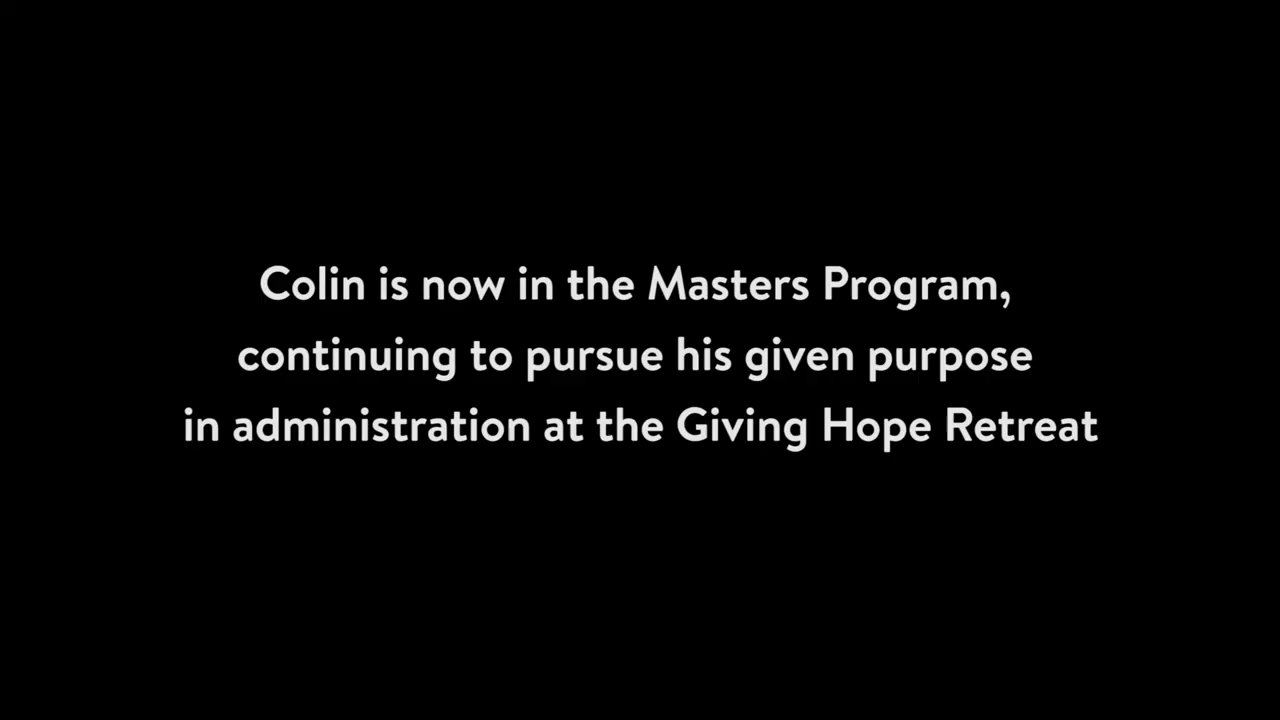 Colin is now in the Masters Program,
continuing to pursue his given purpose
in administration at the Giving Hope Retreat